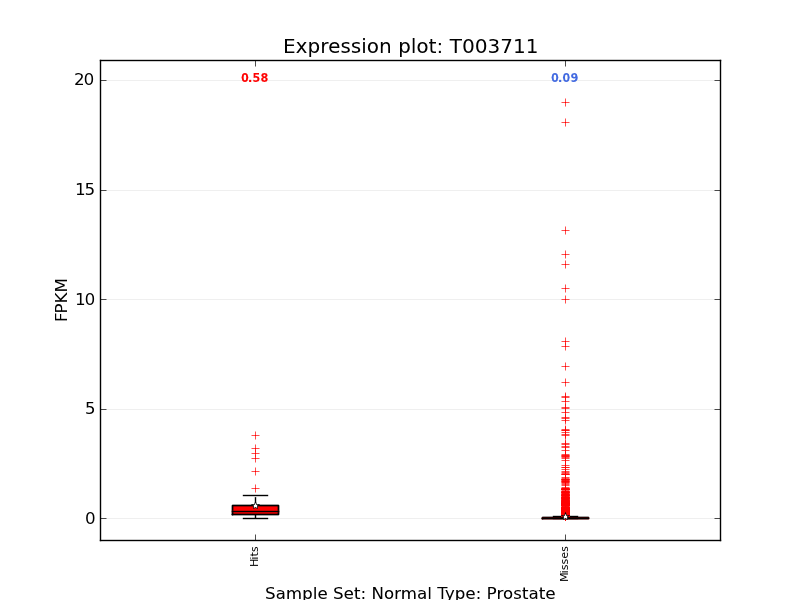 Expression plot: T003711
0.58
0.09
20
15
10
5
0
FPKM
Hits
Misses
Sample Set: Normal Type: Prostate